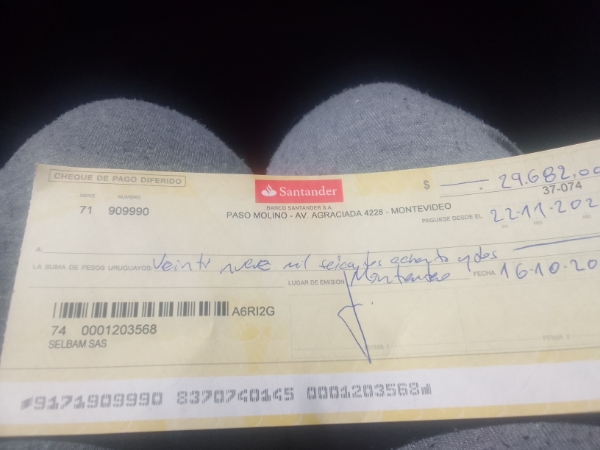 CHEQUE DE PAGO DIFERIDO
SERIE NUMERO
71 909990
Santander
BANCO SANTANDER S.A.
PASO MOLINO - AV. AGRACIADA 4228 - MONTEVIDEO
$ 29.682,00
37-074
PAGUESE DESDE EL 22-11-202
A
LA SUMA DE PESOS URUGUAYOS Veinti nueve mil seiscientos ochenta y dos
LUGAR DE EMISION Montevideo FECHA 16-10-20
A6RI2G
74 0001203568
SELBAM SAS
FIRMA 1
FIRMA 2
9171909990 8370740145 0001203568